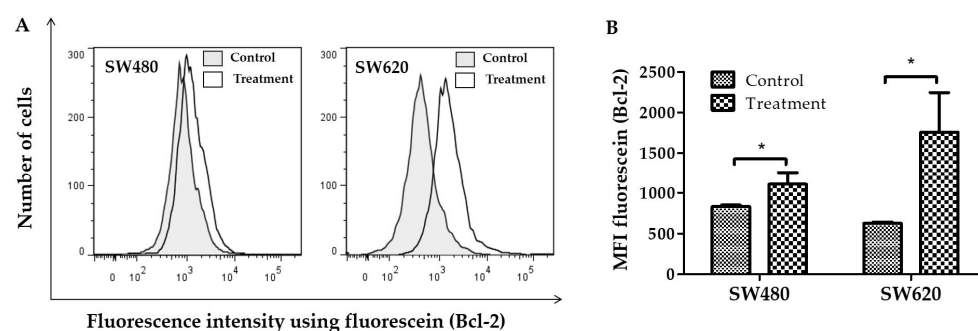 A
Number of cells
SW480
Control
Treatment
300
200
100
0
0 10^2 10^3 10^4 10^5
SW620
Control
Treatment
300
200
100
0
0 10^2 10^3 10^4 10^5
Fluorescence intensity using fluorescein (Bcl-2)
B
MFI fluorescein (Bcl-2)
2500
2000
1500
1000
500
0
Control
Treatment
*
*
SW480 SW620